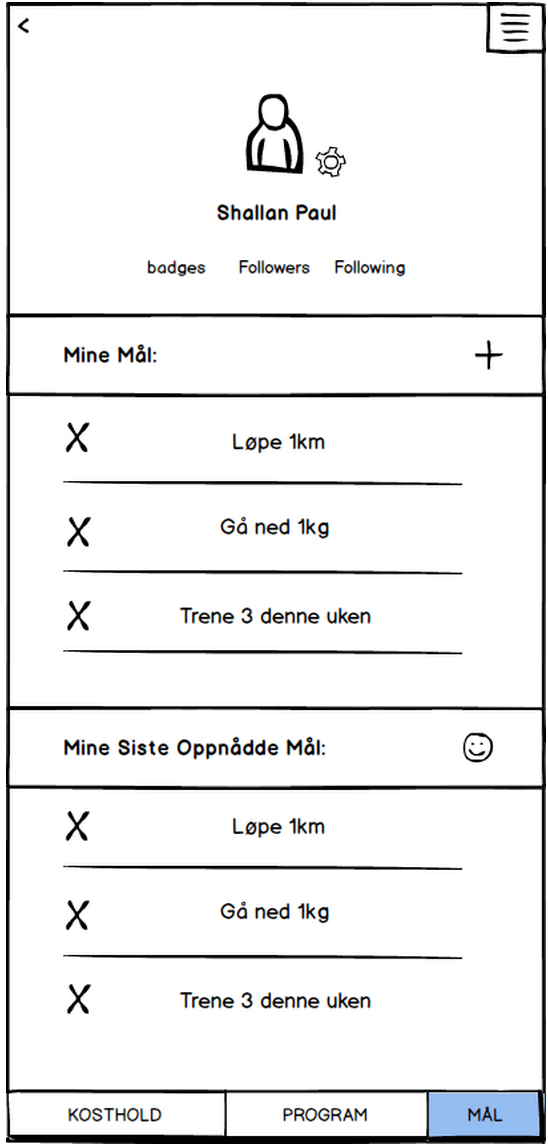 Shallan Paul
badges Followers Following
Mine Mål:
Løpe 1km
Gå ned 1kg
Trene 3 denne uken
Mine Siste Oppnådde Mål:
Løpe 1km
Gå ned 1kg
Trene 3 denne uken
KOSTHOLD PROGRAM MÅL